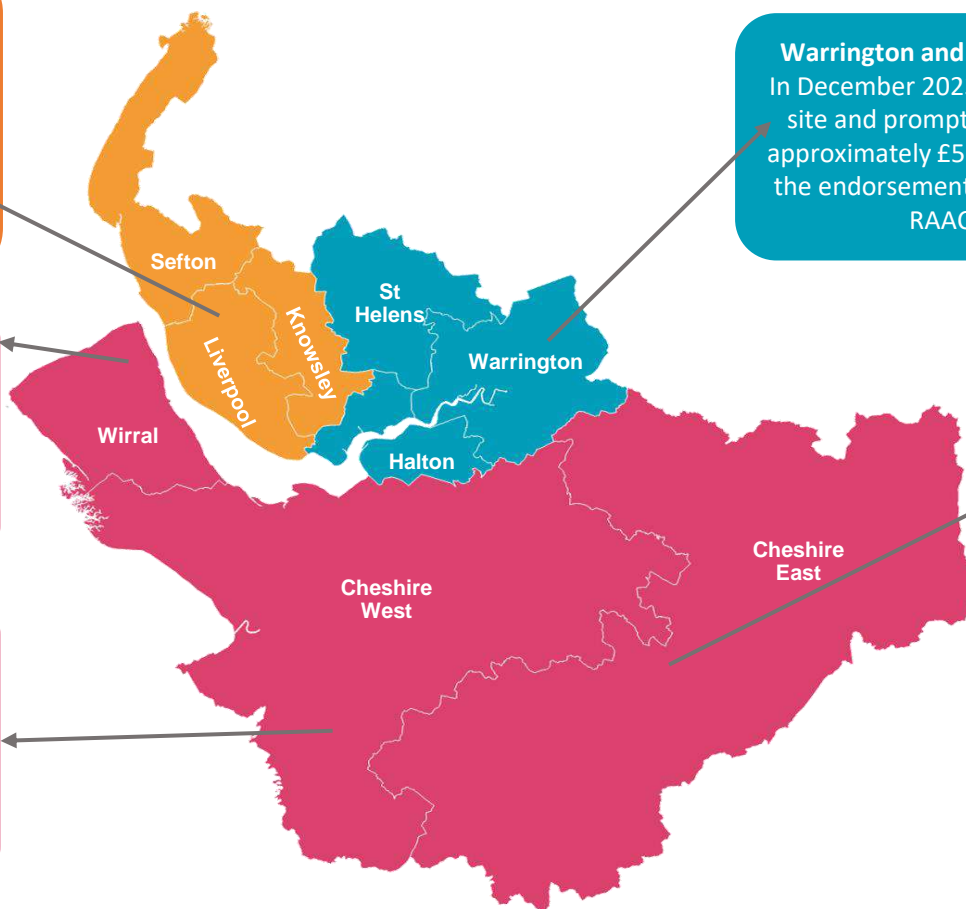 Warrington and
In December 202
site and prompt
approximately £5
the endorsement
RAAC
Sefton
St
Helens
Knowsley
Liverpool
Warrington
Wirral
Halton
Cheshire
East
Cheshire
West